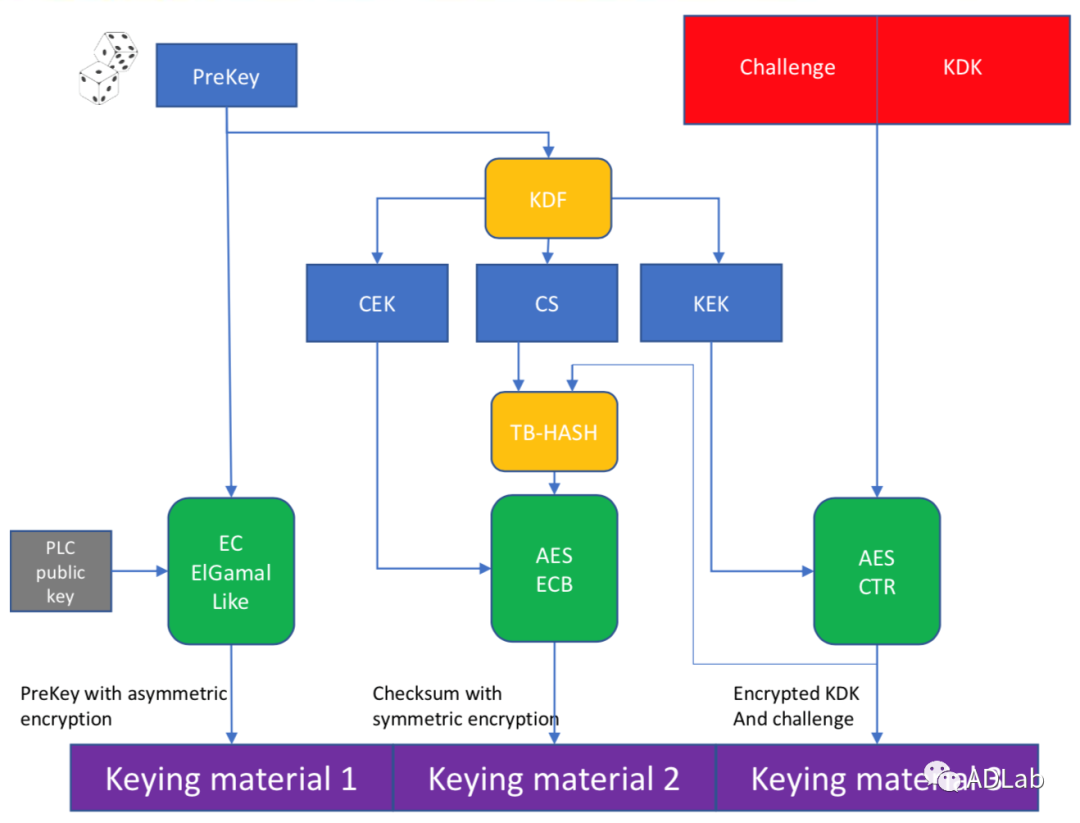 PreKey
Challenge
KDK
KDF
CEK
CS
KEK
TB-HASH
PLC
public
key
EC
ElGamal
Like
AES
ECB
AES
CTR
PreKey with asymmetric
encryption
Checksum with
symmetric encryption
Encrypted KDK
And challenge
Keying material 1
Keying material 2
Keying material 3
ADLab